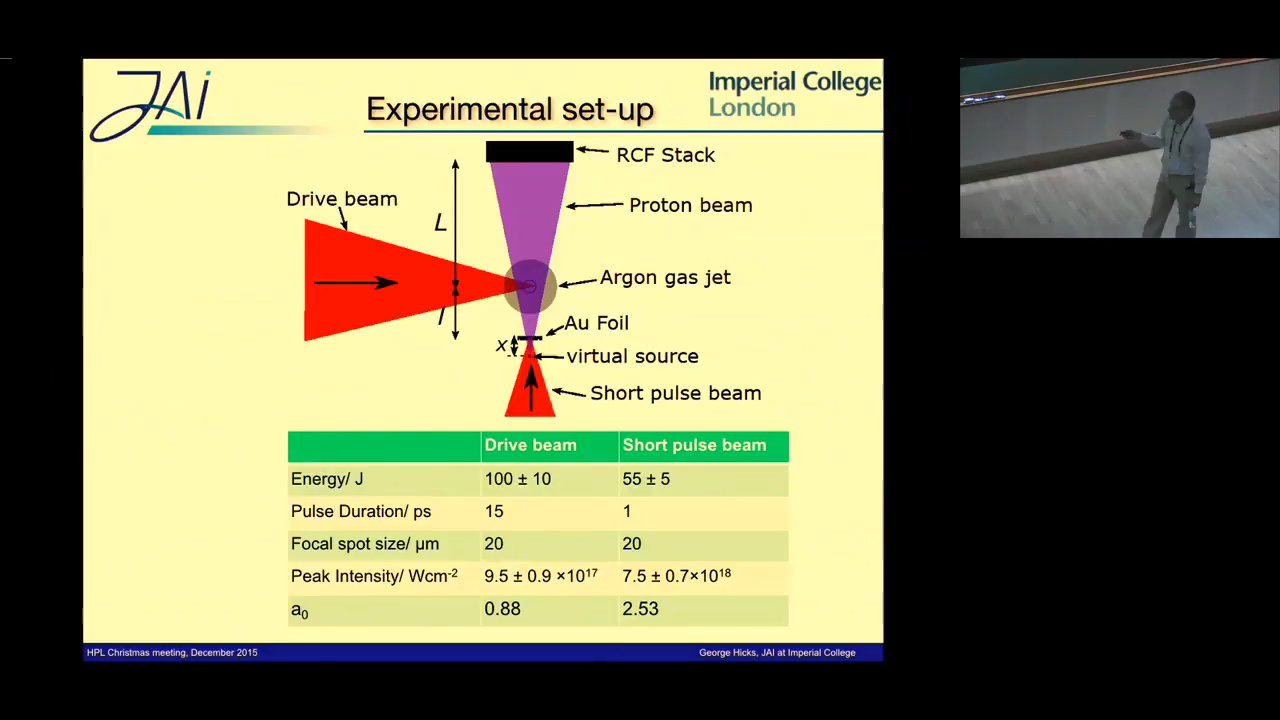 JAi
Imperial College
London
Experimental set-up
RCF Stack
Drive beam
Proton beam
L
Argon gas jet
l
Au Foil
x
virtual source
Short pulse beam
Drive beam Short pulse beam
Energy/ J 100 ± 10 55 ± 5
Pulse Duration/ ps 15 1
Focal spot size/ µm 20 20
Peak Intensity/ Wcm⁻² 9.5 ± 0.9 ×10¹⁷ 7.5 ± 0.7×10¹⁸
a₀ 0.88 2.53
HPL Christmas meeting, December 2015
George Hicks, JAI at Imperial College